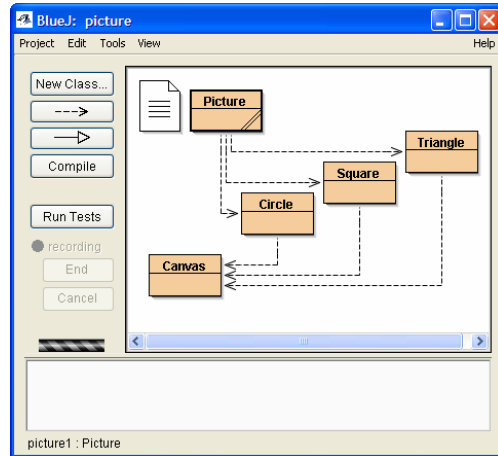 BlueJ: picture
Project Edit Tools View Help
New Class...
Compile
Run Tests
recording
End
Cancel
Picture
Triangle
Square
Circle
Canvas
picture1 : Picture